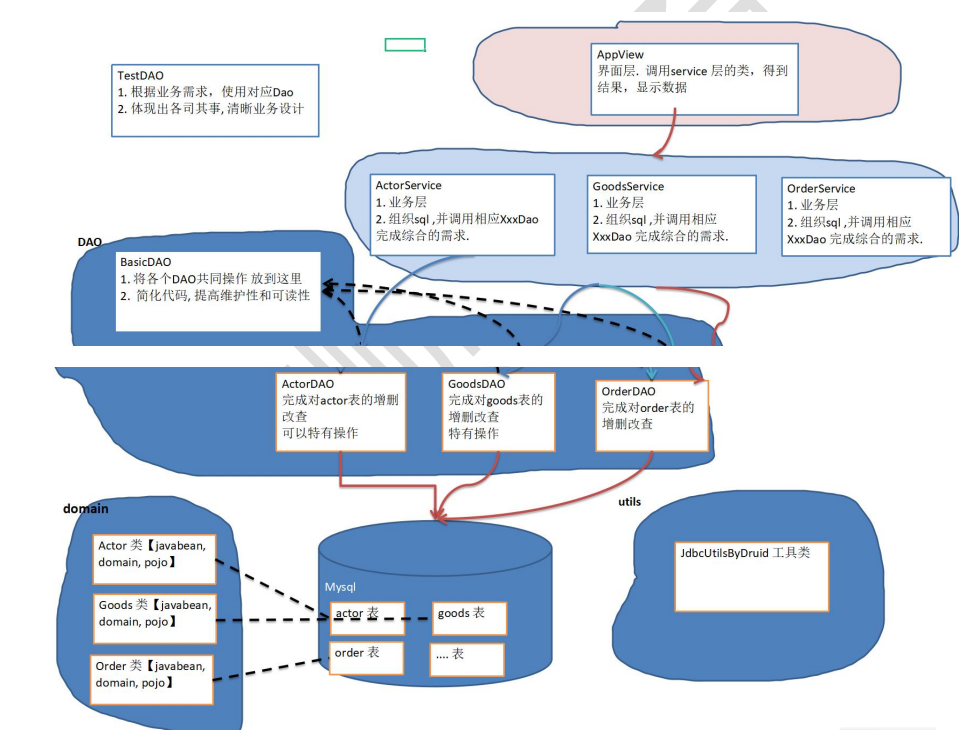 AppView
界面层. 调用service 层的类，得到
结果，显示数据
TestDAO
1. 根据业务需求，使用对应Dao
2. 体现出各司其事, 清晰业务设计
ActorService
1. 业务层
2. 组织sql ,并调用相应XxxDao
完成综合的需求.
GoodsService
1. 业务层
2. 组织sql ,并调用相应
XxxDao 完成综合的需求.
OrderService
1. 业务层
2. 组织sql ,并调用相应
XxxDao 完成综合的需求.
DAO
BasicDAO
1. 将各个DAO共同操作 放到这里
2. 简化代码, 提高维护性和可读性
ActorDAO
完成对actor表的增删
改查
可以特有操作
GoodsDAO
完成对goods表的
增删改查
特有操作
OrderDAO
完成对order表的
增删改查
domain
Actor 类【javabean,
domain, pojo】
Goods 类【javabean,
domain, pojo】
Order 类【javabean,
domain, pojo】
Mysql
actor 表
goods 表
order 表
.... 表
utils
JdbcUtilsByDruid 工具类